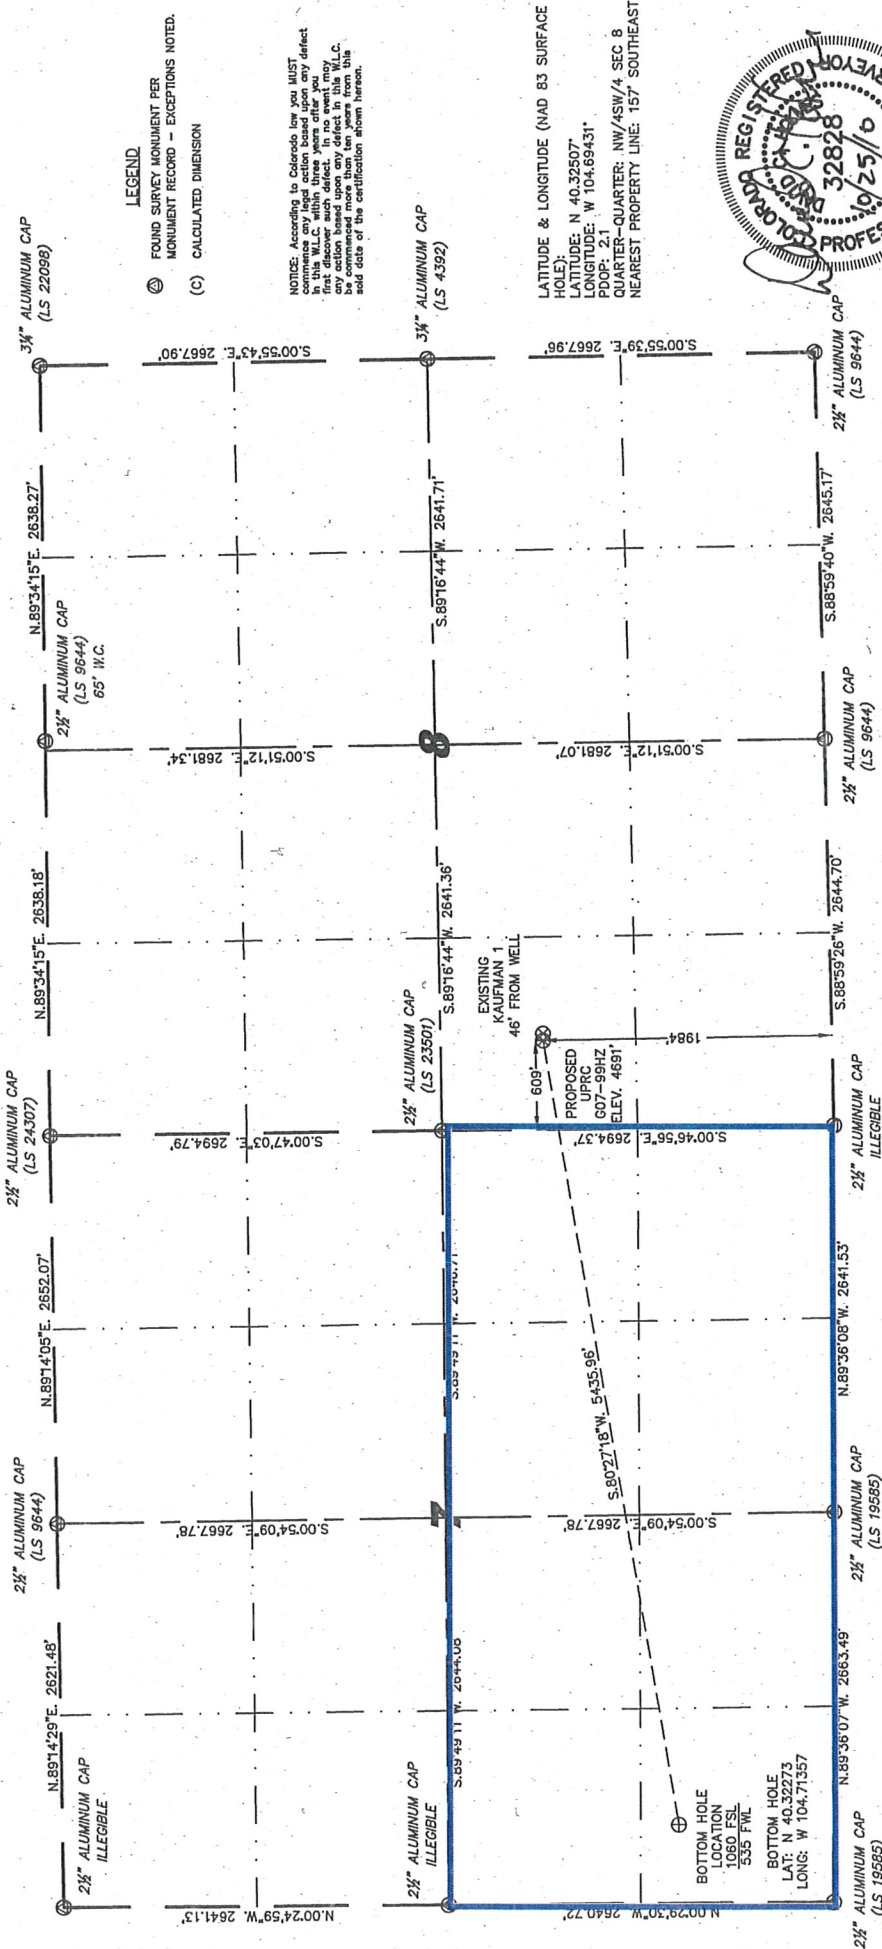 2½" ALUMINUM CAP
ILLEGIBLE
N.89°14'29"E. 2621.48'
2½" ALUMINUM CAP
(LS 9644)
N.89°14'05"E. 2652.07'
2½" ALUMINUM CAP
(LS 24307)
N.89°34'15"E. 2638.18'
2½" ALUMINUM CAP
(LS 9644)
65' W.C.
N.89°34'15"E. 2638.27'
3¼" ALUMINUM CAP
(LS 22098)
N.00°24'59"W. 2641.13'
S.00°54'09"E. 2667.78'
S.00°47'03"E. 2694.79'
S.00°51'12"E. 2681.34'
S.00°55'43"E. 2667.90'
2½" ALUMINUM CAP
ILLEGIBLE
S.89°49'11"W. 2644.08'
7
S.89°49'11"W.
2½" ALUMINUM CAP
(LS 23501)
S.89°16'44"W. 2641.36'
8
S.89°16'44"W. 2641.71'
3¼" ALUMINUM CAP
(LS 4392)
N.00°29'30"W. 2640.72'
S.00°54'09"E. 2667.78'
S.00°46'56"E. 2694.37'
S.00°51'12"E. 2681.07'
S.00°55'39"E. 2667.96'
EXISTING
KAUFMAN 1
46' FROM WELL
609'
PROPOSED
UPRC
G07-99HZ
ELEV. 4691'
1984'
S.80°27'18"W. 5435.96'
BOTTOM HOLE
LOCATION
1060 FSL
535 FWL
BOTTOM HOLE
LAT: N 40.32273
LONG: W 104.71357
2½" ALUMINUM CAP
(LS 19585)
N.89°36'07"W. 2663.49'
2½" ALUMINUM CAP
(LS 19585)
N.89°36'08"W. 2641.53'
2½" ALUMINUM CAP
ILLEGIBLE
S.88°59'26"W. 2644.70'
2½" ALUMINUM CAP
(LS 9644)
S.88°59'40"W. 2645.17'
2½" ALUMINUM CAP
(LS 9644)
LEGEND
FOUND SURVEY MONUMENT PER
MONUMENT RECORD – EXCEPTIONS NOTED.
(C) CALCULATED DIMENSION
NOTICE: According to Colorado law you MUST
commence any legal action based upon any defect
in this W.L.C. within three years after you
first discover such defect. In no event may
any action based upon any defect in this W.L.C.
be commenced more than ten years from this
said date of the certification shown hereon.
LATITUDE & LONGITUDE (NAD 83 SURFACE
HOLE):
LATITUDE: N 40.32507°
LONGITUDE: W 104.69431°
PDOP: 2.1
QUARTER-QUARTER: NW/4SW/4 SEC 8
NEAREST PROPERTY LINE: 157' SOUTHEAST
COLORADO REGISTERED
DAVID C.
32828
10/25/10
PROFES